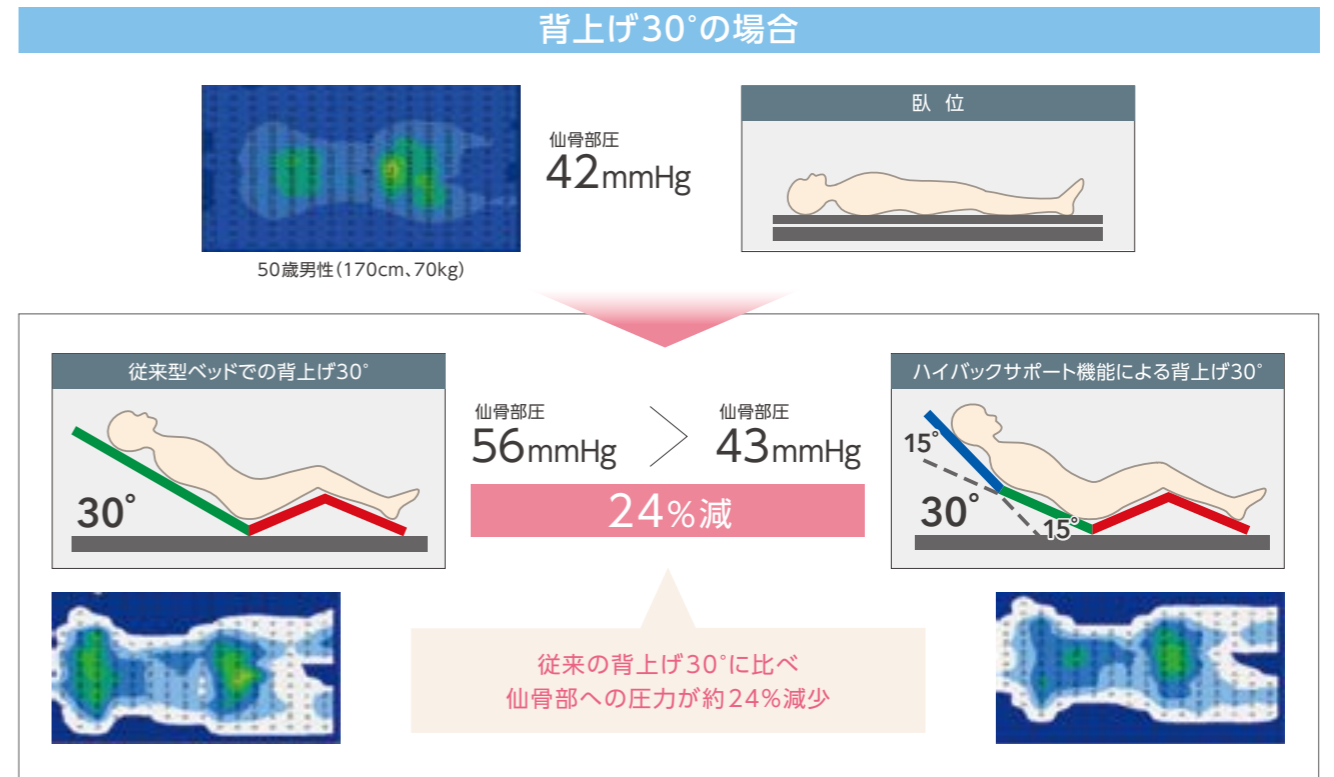 背上げ30°の場合
仙骨部圧
42mmHg
50歳男性(170cm、70kg)
臥 位
従来型ベッドでの背上げ30°
30°
仙骨部圧
56mmHg
>
仙骨部圧
43mmHg
24%減
ハイバックサポート機能による背上げ30°
15°
30°
15°
従来の背上げ30°に比べ
仙骨部への圧力が約24%減少